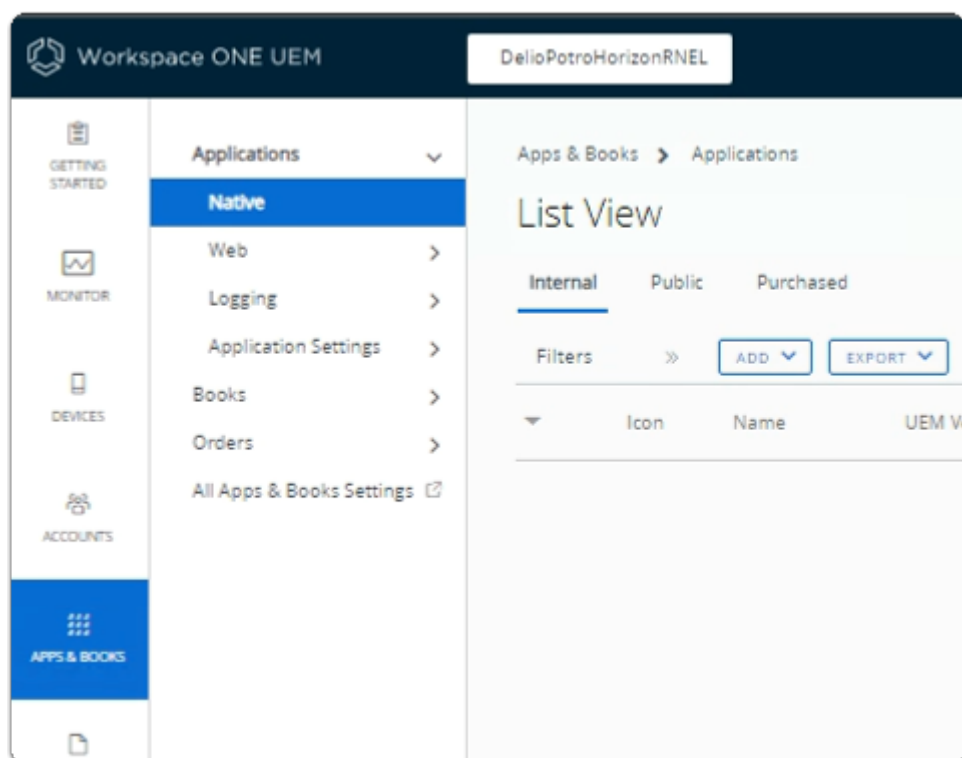 Workspace ONE UEM
DelioPotroHorizonRNEL
GETTING
STARTED
MONITOR
DEVICES
ACCOUNTS
APPS & BOOKS
Applications
Native
Web
Logging
Application Settings
Books
Orders
All Apps & Books Settings
Apps & Books > Applications
List View
Internal Public Purchased
Filters » ADD EXPORT
Icon Name UEM V